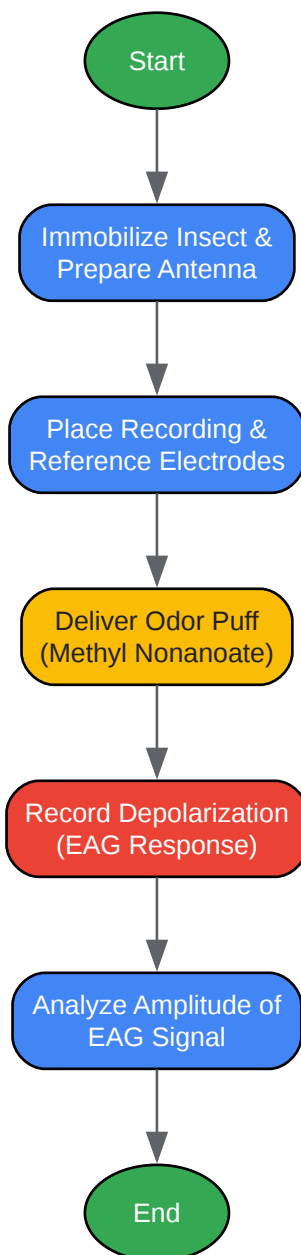 Start
Immobilize Insect &
Prepare Antenna
Place Recording &
Reference Electrodes
Deliver Odor Puff
(Methyl Nonanoate)
Record Depolarization
(EAG Response)
Analyze Amplitude of
EAG Signal
End